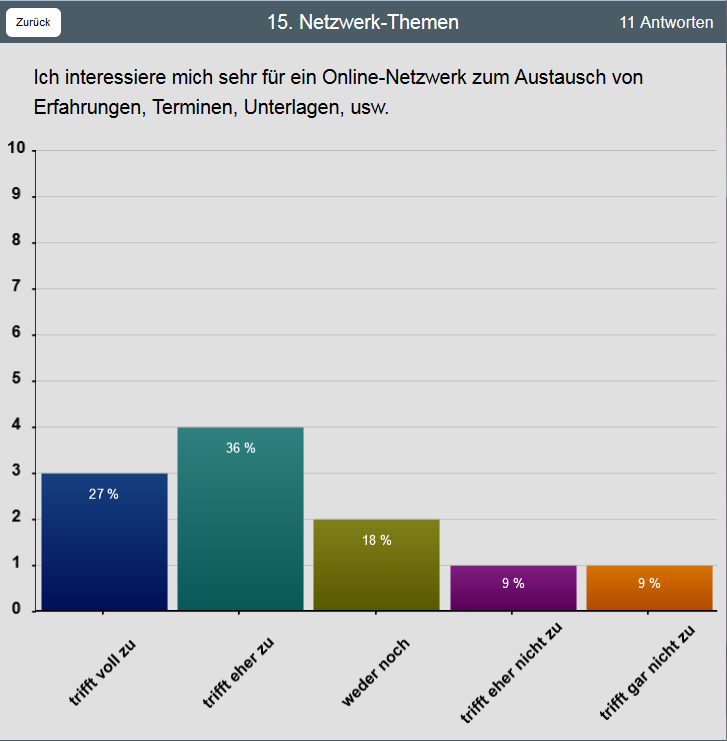 Zurück 15. Netzwerk-Themen 11 Antworten
Ich interessiere mich sehr für ein Online-Netzwerk zum Austausch von
Erfahrungen, Terminen, Unterlagen, usw.
10
9
8
7
6
5
4
3
2
1
0
27 %
36 %
18 %
9 %
9 %
trifft voll zu
trifft eher zu
weder noch
trifft eher nicht zu
trifft gar nicht zu